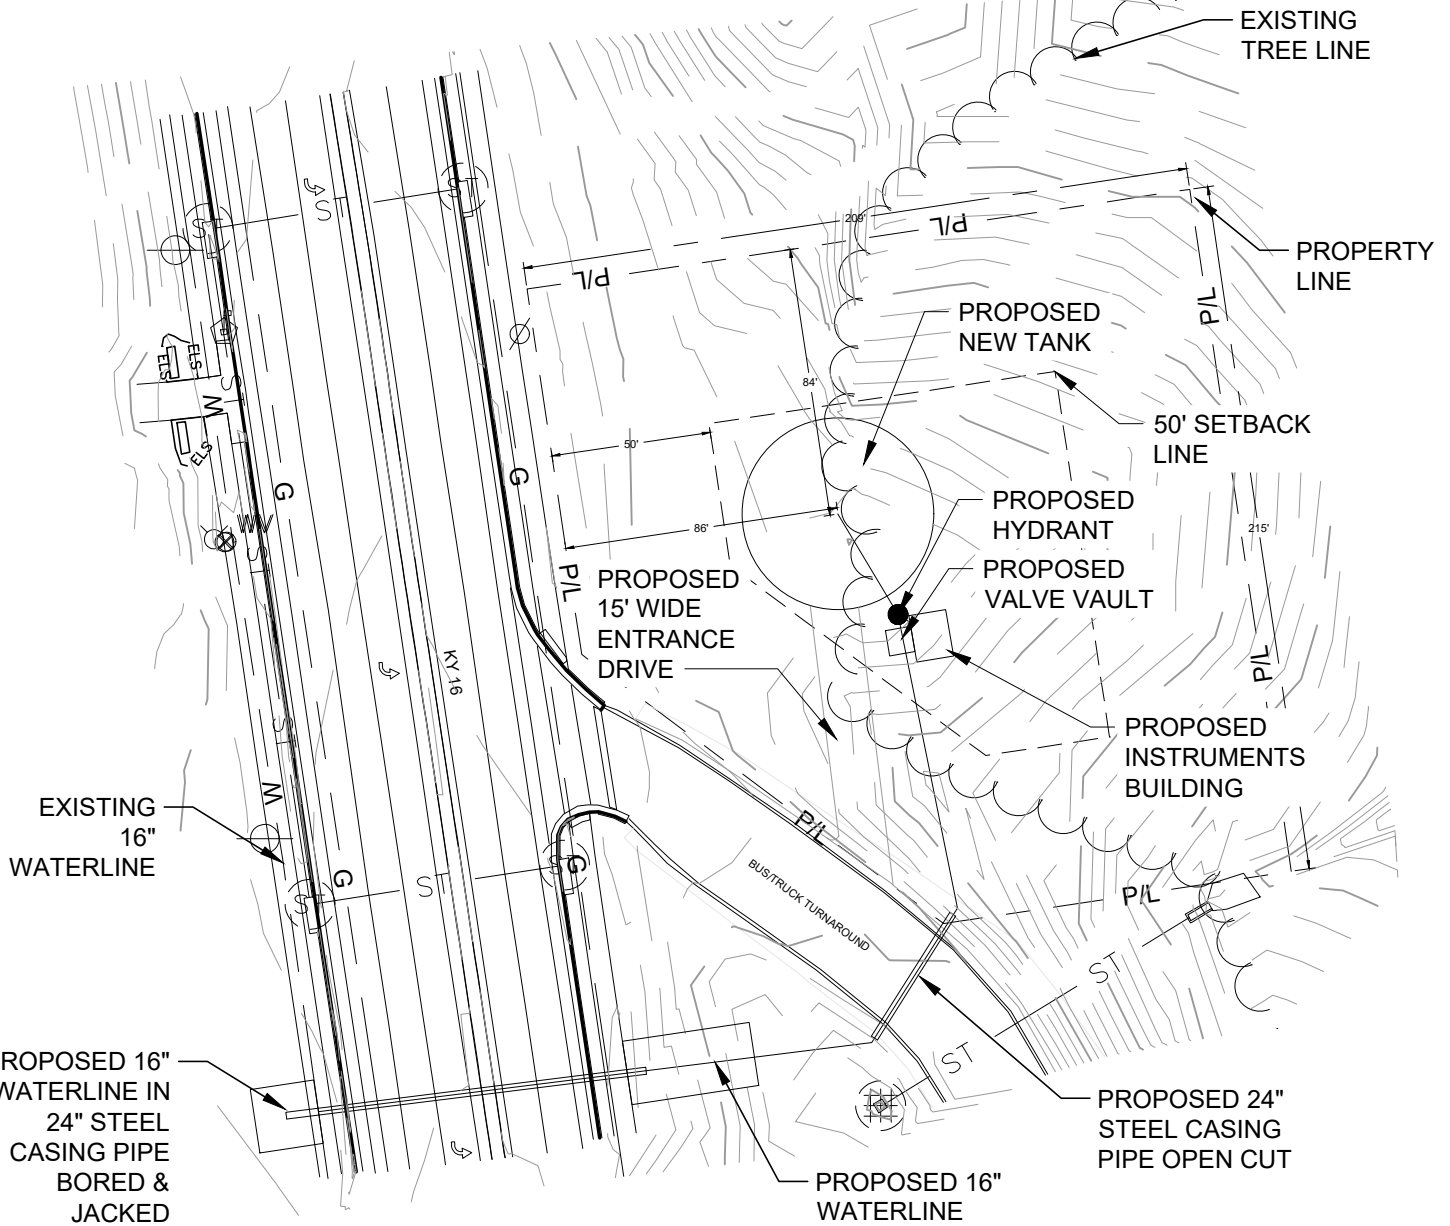 EXISTING
TREE LINE
209'
P/L
P/L
PROPERTY
LINE
P/L
PROPOSED
NEW TANK
84'
50' SETBACK
LINE
50'
86'
PROPOSED
HYDRANT
215'
PROPOSED
VALVE VAULT
PROPOSED
15' WIDE
ENTRANCE
DRIVE
P/L
P/L
PROPOSED
INSTRUMENTS
BUILDING
KY 16
S
S
S
ELS
ELS
ELS
S
W
G
G
WV
ST
ST
W
EXISTING
16"
WATERLINE
G
G
S
S
S
P/L
P/L
BUS/TRUCK TURNAROUND
ST
ST
ROPOSED 16"
WATERLINE IN
24" STEEL
CASING PIPE
BORED &
JACKED
PROPOSED 24"
STEEL CASING
PIPE OPEN CUT
PROPOSED 16"
WATERLINE